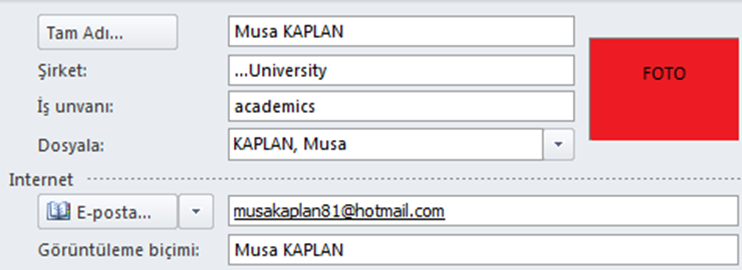 Tam Adı... Musa KAPLAN
Şirket: ...University
FOTO
İş unvanı: academics
Dosyala: KAPLAN, Musa
Internet
E-posta... musakaplan81@hotmail.com
Görüntüleme biçimi: Musa KAPLAN